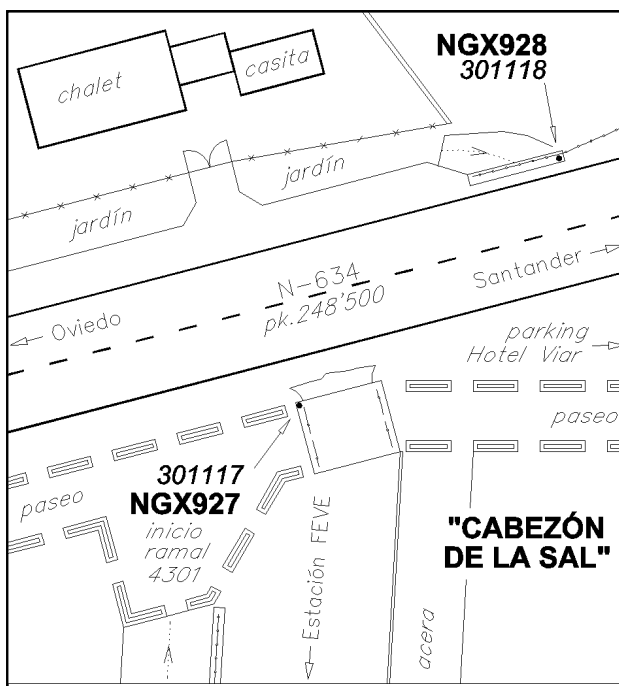 NGX928
301118
chalet
casita
jardín
jardín
N-634
pk.248'500
Santander
Oviedo
parking
Hotel Viar
paseo
301117
NGX927
paseo
inicio
ramal
4301
Estación FEVE
"CABEZÓN
DE LA SAL"
acera